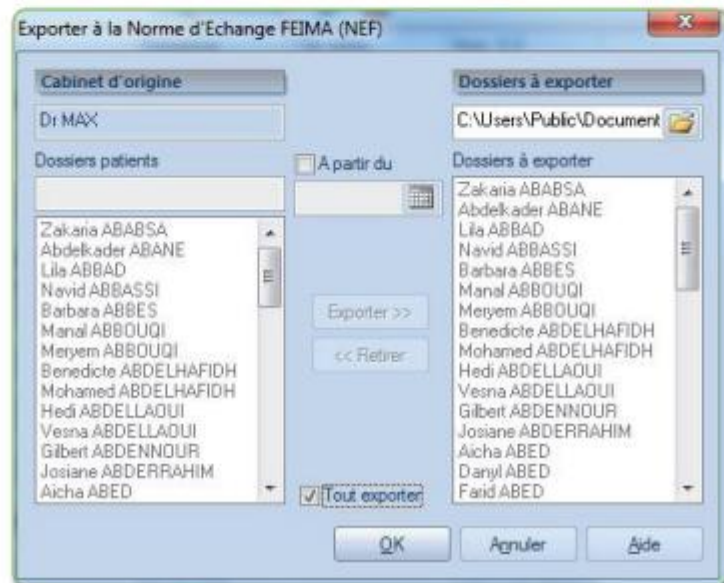 Exporter à la Norme d'Echange FEIMA (NEF)
Cabinet d'origine
Dr MAX
Dossiers patients
Zakaria ABABSA
Abdelkader ABANE
Lila ABBAD
Navid ABBASSI
Barbara ABBES
Manal ABBOUQI
Meryem ABBOUQI
Benedicte ABDELHAFIDH
Mohamed ABDELHAFIDH
Hedi ABDELLAOUI
Vesna ABDELLAOUI
Gilbert ABDENNOUR
Josiane ABDERRAHIM
Aicha ABED
A partir du
Exporter >>
<< Retirer
Tout exporter
Dossiers à exporter
C:\Users\Public\Document
Dossiers à exporter
Zakaria ABABSA
Abdelkader ABANE
Lila ABBAD
Navid ABBASSI
Barbara ABBES
Manal ABBOUQI
Meryem ABBOUQI
Benedicte ABDELHAFIDH
Mohamed ABDELHAFIDH
Hedi ABDELLAOUI
Vesna ABDELLAOUI
Gilbert ABDENNOUR
Josiane ABDERRAHIM
Aicha ABED
Danyl ABED
Farid ABED
OK
Annuler
Aide